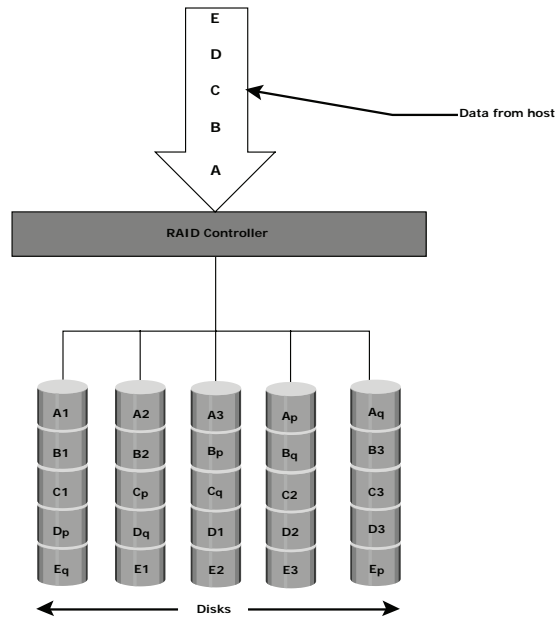 E
D
C
B
A
Data from host
RAID Controller
A1 A2 A3 Ap Aq
B1 B2 Bp Bq B3
C1 Cp Cq C2 C3
Dp Dq D1 D2 D3
Eq E1 E2 E3 Ep
Disks